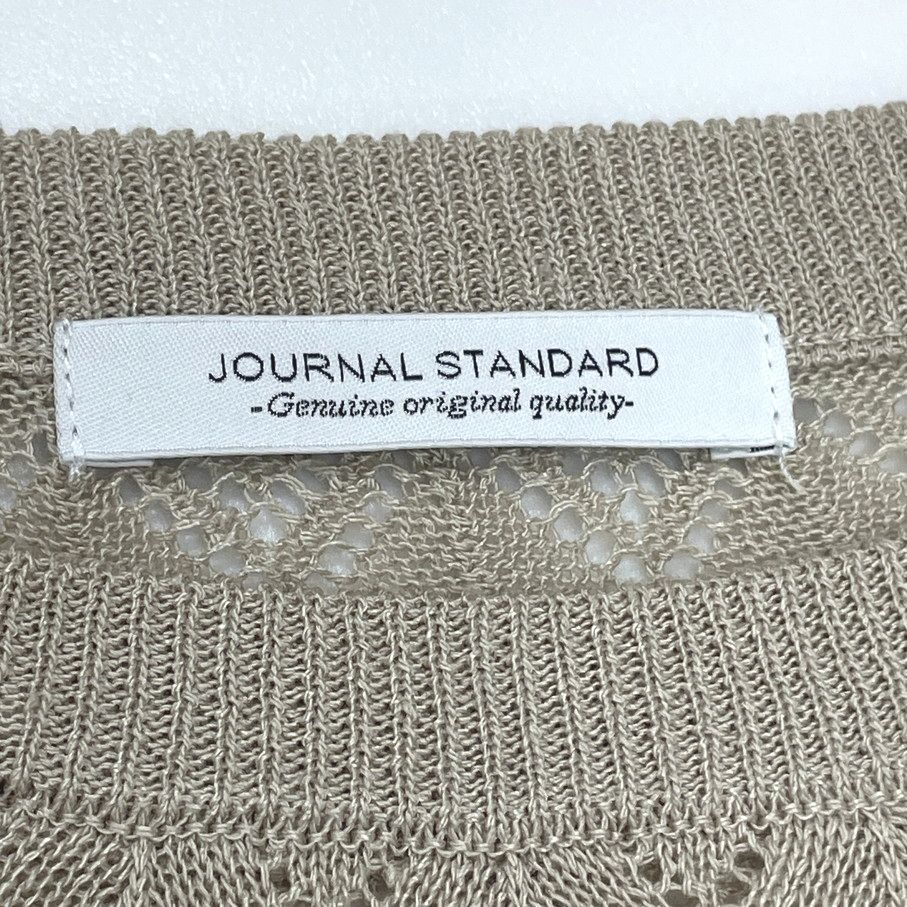 JOURNAL STANDARD
-Genuine original quality-